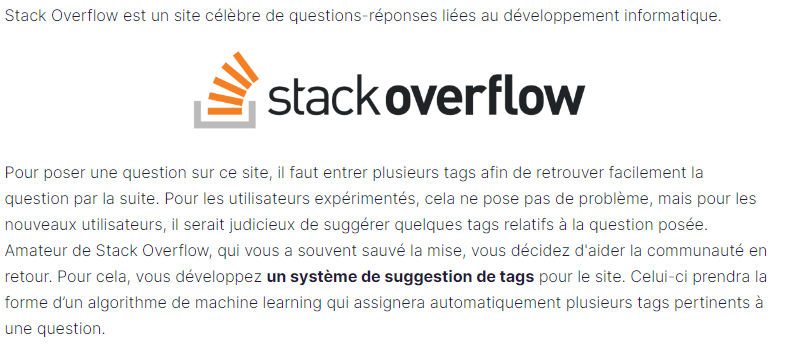 Stack Overflow est un site célèbre de questions-réponses liées au développement informatique.
stackoverflow
Pour poser une question sur ce site, il faut entrer plusieurs tags afin de retrouver facilement la
question par la suite. Pour les utilisateurs expérimentés, cela ne pose pas de problème, mais pour les
nouveaux utilisateurs, il serait judicieux de suggérer quelques tags relatifs à la question posée.
Amateur de Stack Overflow, qui vous a souvent sauvé la mise, vous décidez d'aider la communauté en
retour. Pour cela, vous développez un système de suggestion de tags pour le site. Celui-ci prendra la
forme d’un algorithme de machine learning qui assignera automatiquement plusieurs tags pertinents à
une question.